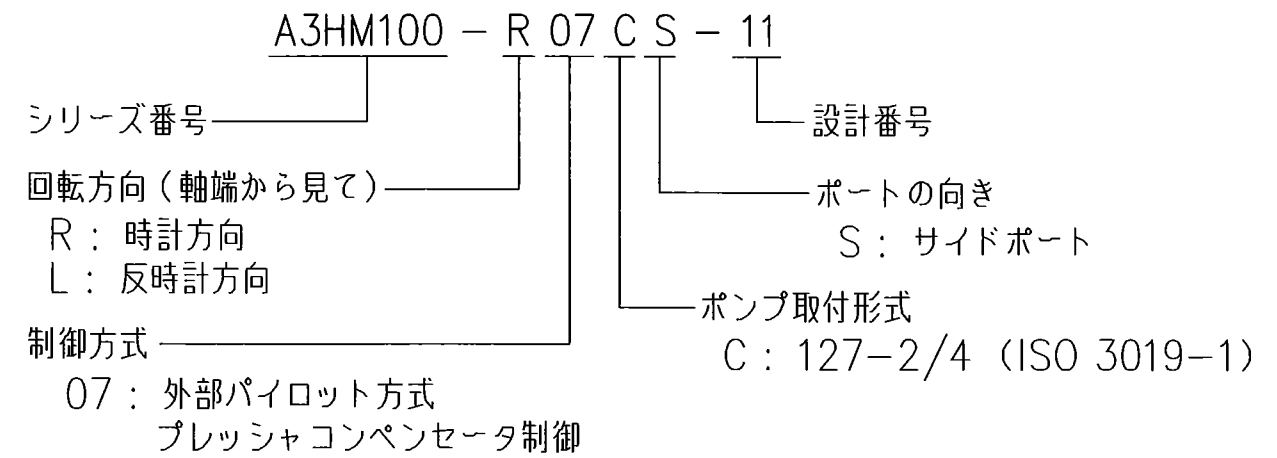 A3HM100 - R 07 C S - 11
シリーズ番号
設計番号
回転方向(軸端から見て)
R : 時計方向
L : 反時計方向
ポートの向き
S : サイドポート
ポンプ取付形式
C : 127-2/4 (ISO 3019-1)
制御方式
07 : 外部パイロット方式
プレッシャコンペンセータ制御